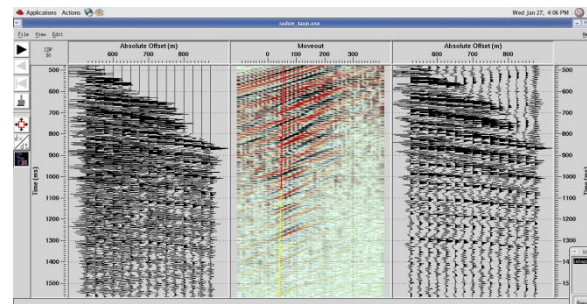 Applications Actions Wed Jan 27, 4:06 PM
radon_taup.exe
File View Edit
CDP
Absolute Offset (m) Moveout Absolute Offset (m)
600 700 800 0 100 200 300 600 700 800
Time (ms) Time (ms)
500 500
600 600
700 700
800 800
900 900
1000 1000
1100 1100
1200 1200
1300 1300
1400
1500